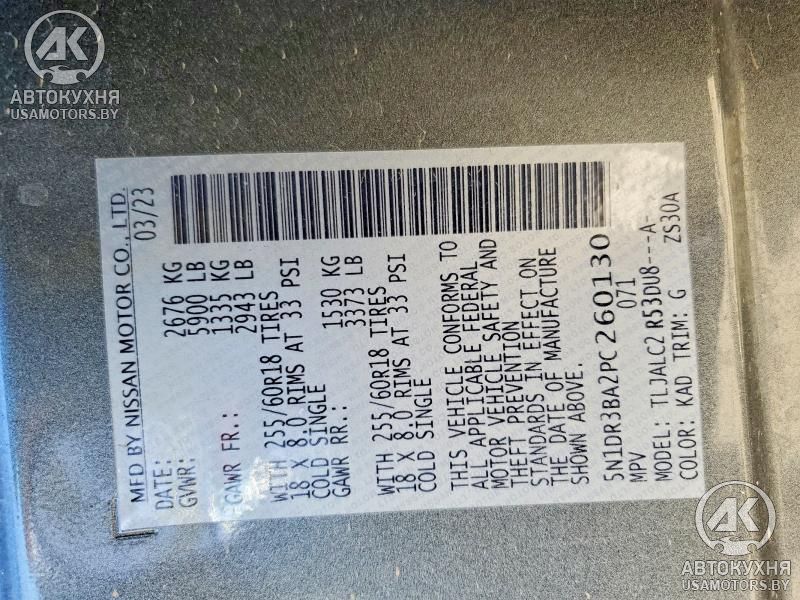 AK
АВТОКУХНЯ
USAMOTORS.BY
MFD BY NISSAN MOTOR CO., LTD.
DATE: 03/23
GVWR: 2676 KG
5900 LB
GAWR FR.: 1335 KG
2943 LB
WITH 255/60R18 TIRES
18 X 8.0 RIMS AT 33 PSI
COLD SINGLE
GAWR RR.: 1530 KG
3373 LB
WITH 255/60R18 TIRES
18 X 8.0 RIMS AT 33 PSI
COLD SINGLE
THIS VEHICLE CONFORMS TO
ALL APPLICABLE FEDERAL
MOTOR VEHICLE SAFETY AND
THEFT PREVENTION
STANDARDS IN EFFECT ON
THE DATE OF MANUFACTURE
SHOWN ABOVE.
5N1DR3BA2PC260130
MPV 071
MODEL: TLJALC2 R53DU8---A-
COLOR: KAD TRIM: G ZS30A
AK
АВТОКУХНЯ
USAMOTORS.BY